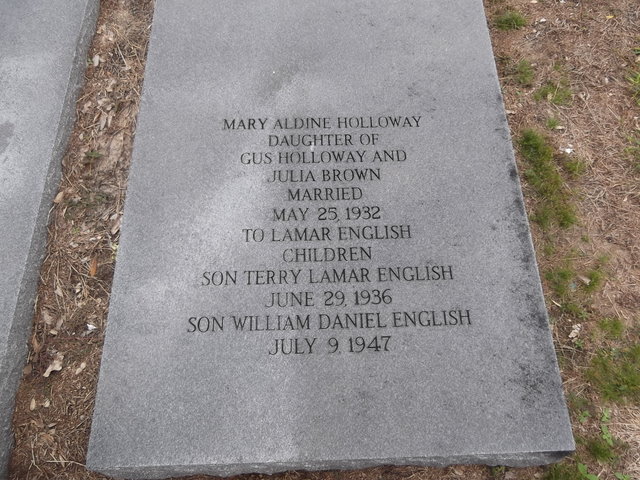 MARY ALDINE HOLLOWAY
DAUGHTER OF
GUS HOLLOWAY AND
JULIA BROWN
MARRIED
MAY 25, 1932
TO LAMAR ENGLISH
CHILDREN
SON TERRY LAMAR ENGLISH
JUNE 29, 1936
SON WILLIAM DANIEL ENGLISH
JULY 9, 1947